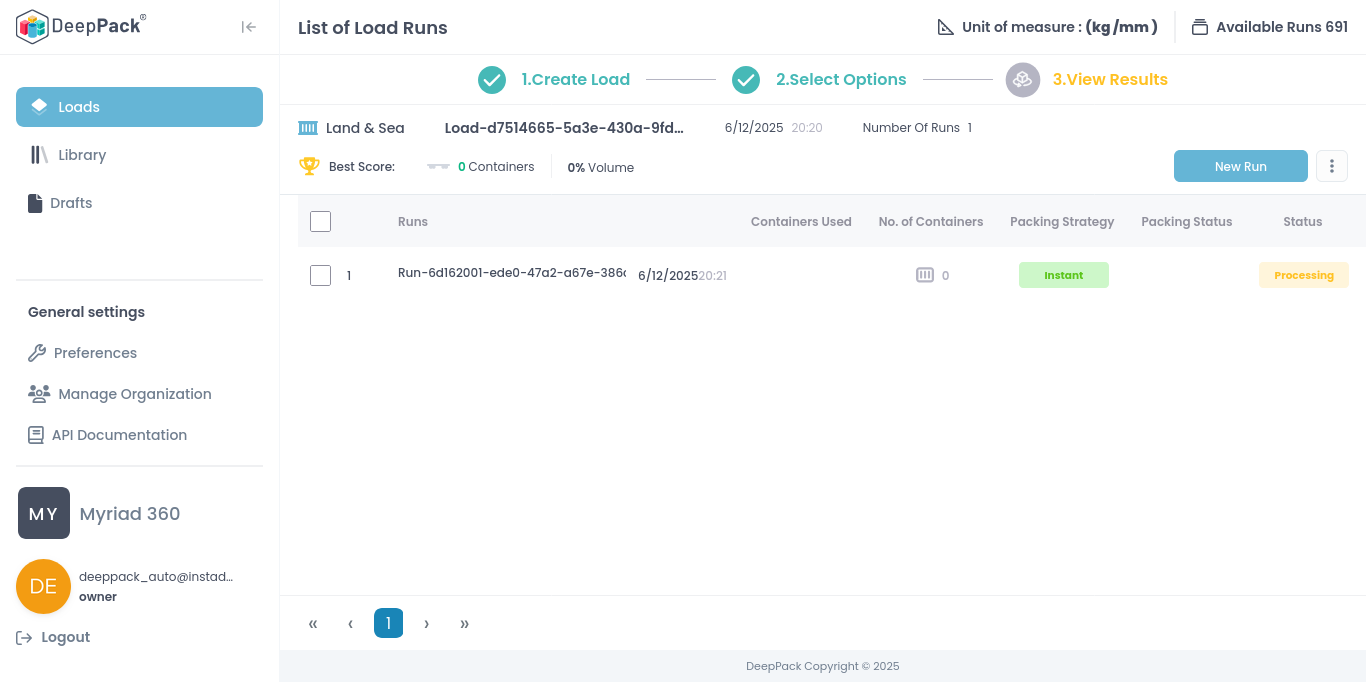 DeepPack®
List of Load Runs
Unit of measure : (kg/mm)
Available Runs 691
1.Create Load
2.Select Options
3.View Results
Loads
Library
Drafts
General settings
Preferences
Manage Organization
API Documentation
MY
Myriad 360
DE
deeppack_auto@instad...
owner
Logout
Land & Sea
Load-d7514665-5a3e-430a-9fd...
6/12/2025 20:20
Number Of Runs 1
Best Score:
0 Containers
0% Volume
New Run
Runs
Containers Used
No. of Containers
Packing Strategy
Packing Status
Status
1
Run-6d162001-ede0-47a2-a67e-386
6/12/202520:21
0
Instant
Processing
« ‹ 1 › »
DeepPack Copyright © 2025